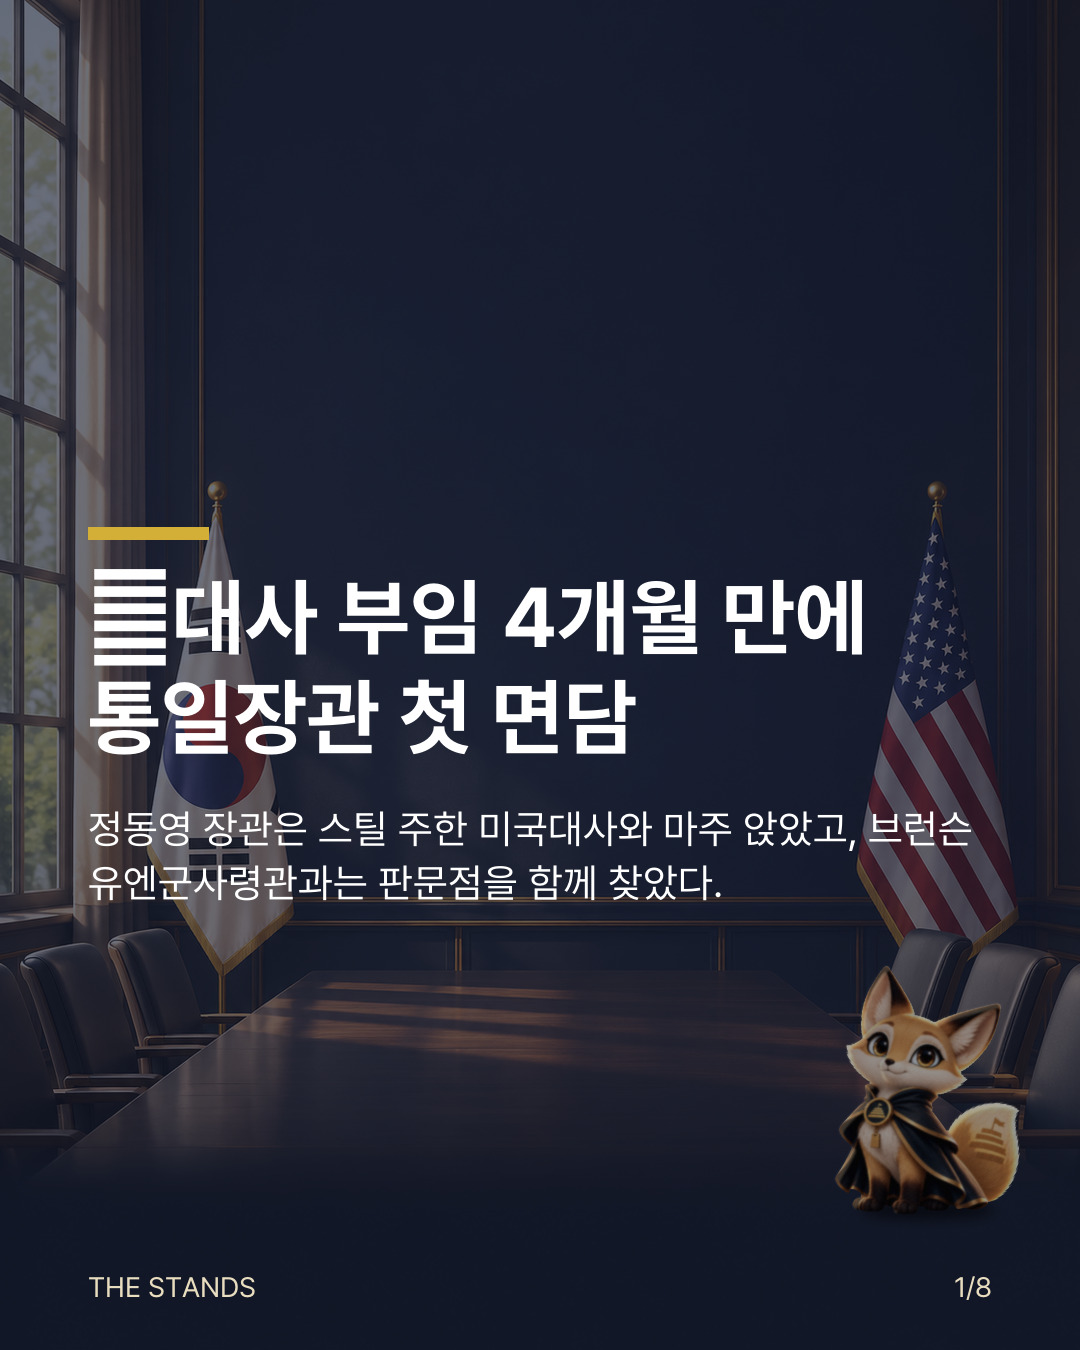 대사 부임 4개월 만에
통일장관 첫 면담
정동영 장관은 스틸 주한 미국대사와 마주 앉았고, 브런슨
유엔군사령관과는 판문점을 함께 찾았다.
THE STANDS
1/8